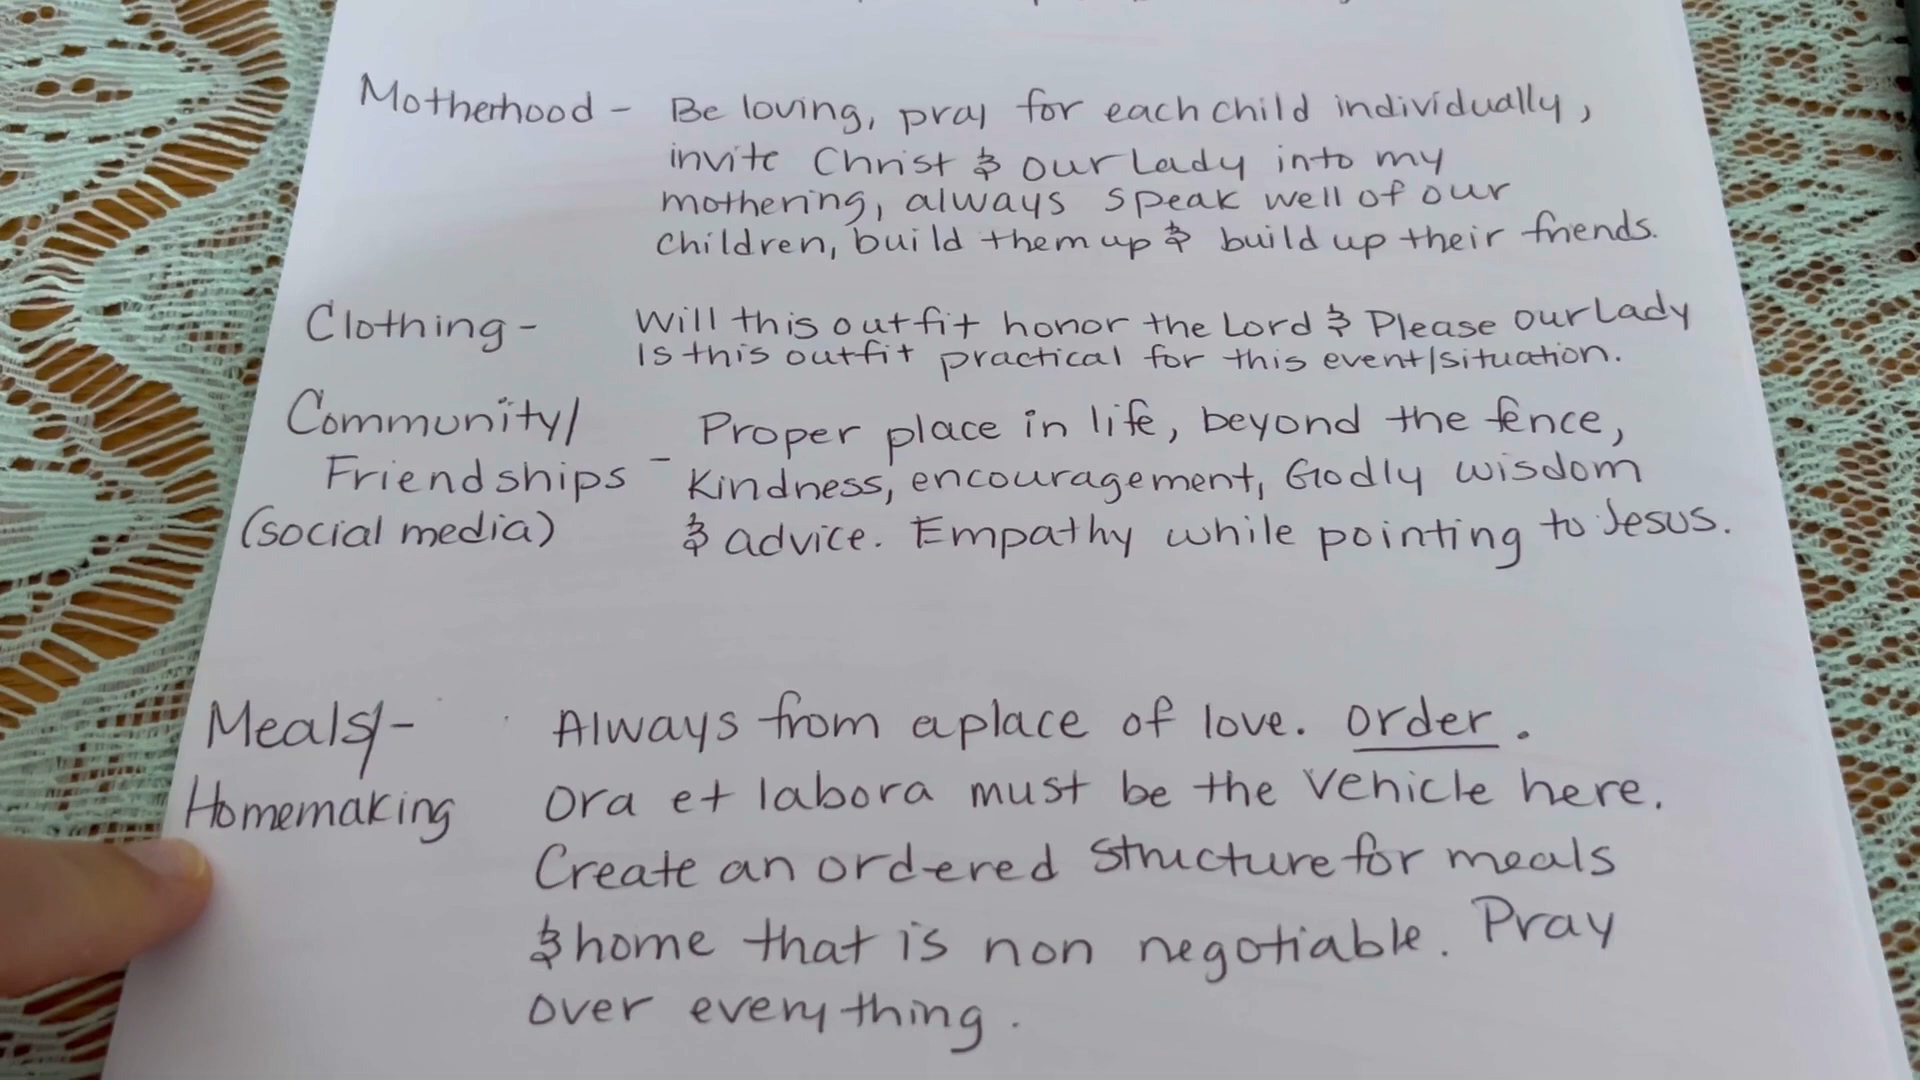 Motherhood - Be loving, pray for each child individually,
invite Christ & our Lady into my
mothering, always speak well of our
children, build them up & build up their friends.
Clothing - Will this outfit honor the Lord & Please our Lady
Is this outfit practical for this event/situation.
Community/ Proper place in life, beyond the fence,
Friendships - Kindness, encouragement, Godly wisdom
(social media) & advice. Empathy while pointing to Jesus.
Meals/- Always from a place of love. Order.
Homemaking Ora et labora must be the vehicle here.
Create an ordered structure for meals
& home that is non negotiable. Pray
over everything.